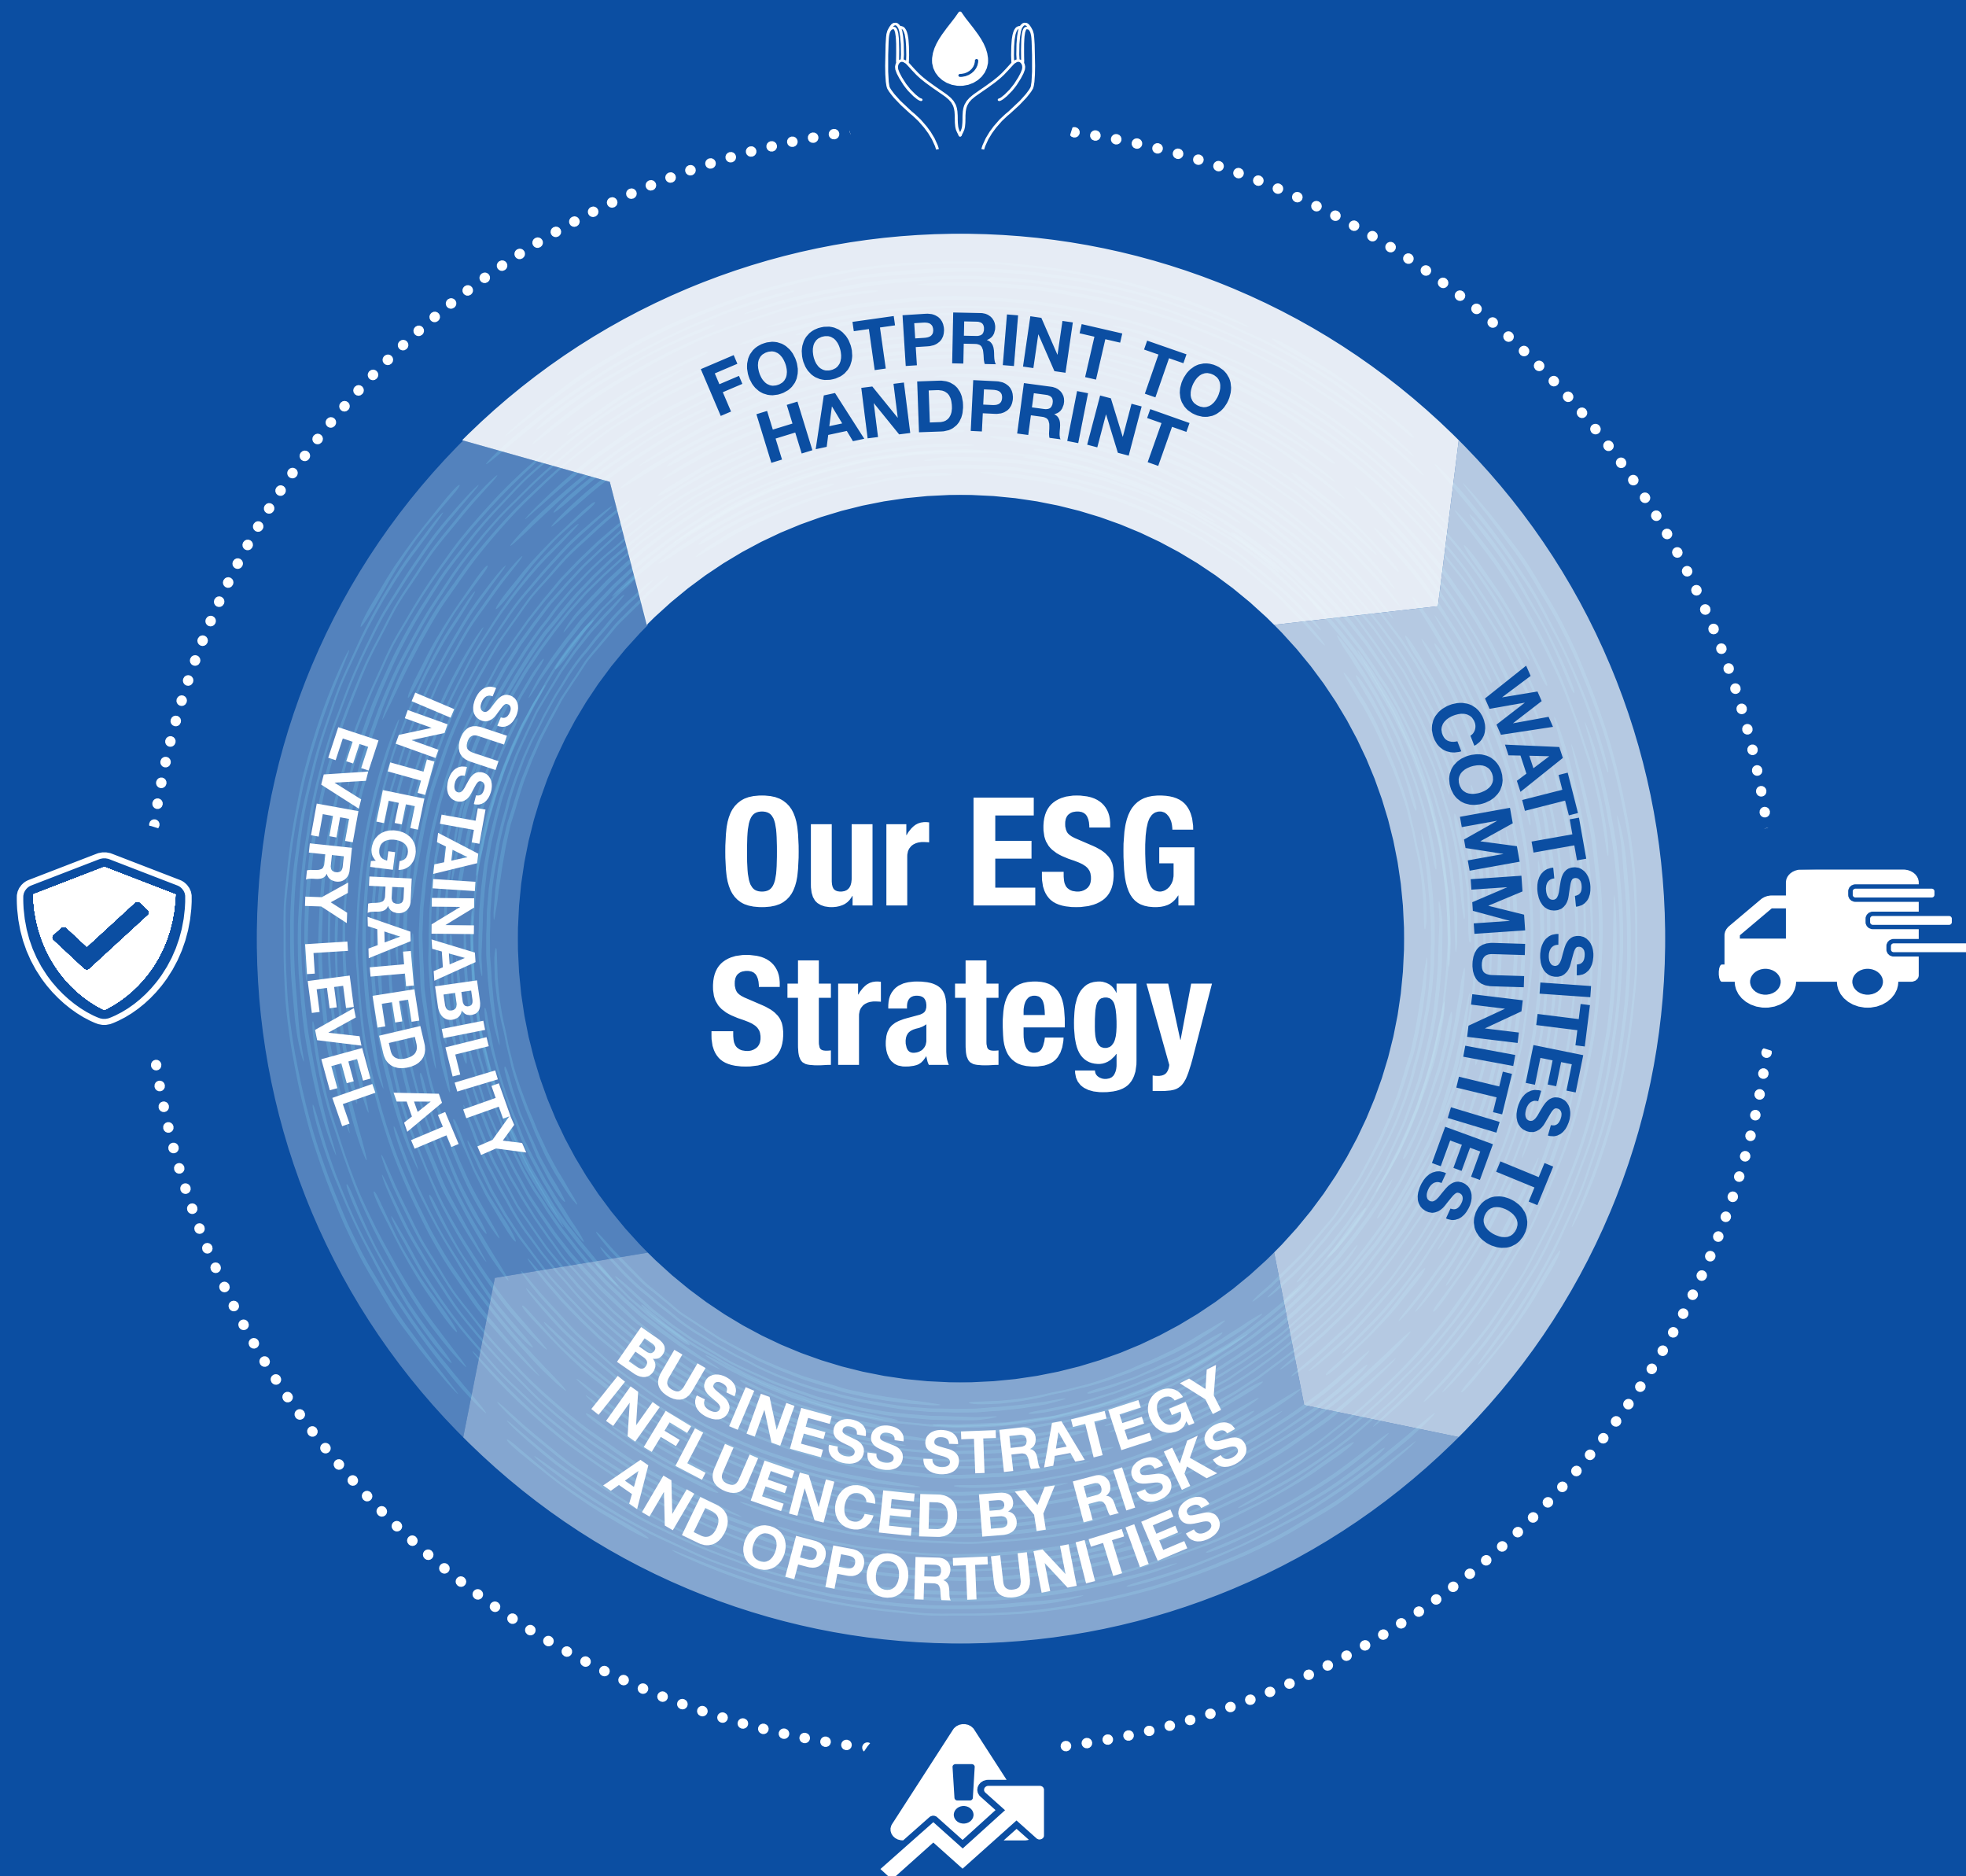 FOOTPRINT TO
HANDPRINT
WATTS SITES TO
COMMUNITIES
BUSINESS STRATEGY
INFLUENCED BY RISKS
AND OPPORTUNITIES
SUSTAINABILITY
INTEGRATED AT
EVERY LEVEL
Our ESG
Strategy